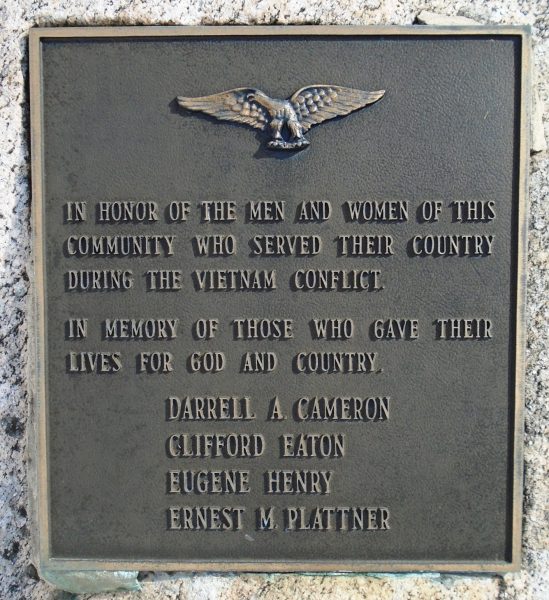 IN HONOR OF THE MEN AND WOMEN OF THIS
COMMUNITY WHO SERVED THEIR COUNTRY
DURING THE VIETNAM CONFLICT.
IN MEMORY OF THOSE WHO GAVE THEIR
LIVES FOR GOD AND COUNTRY.
DARRELL A. CAMERON
CLIFFORD EATON
EUGENE HENRY
ERNEST M. PLATTNER